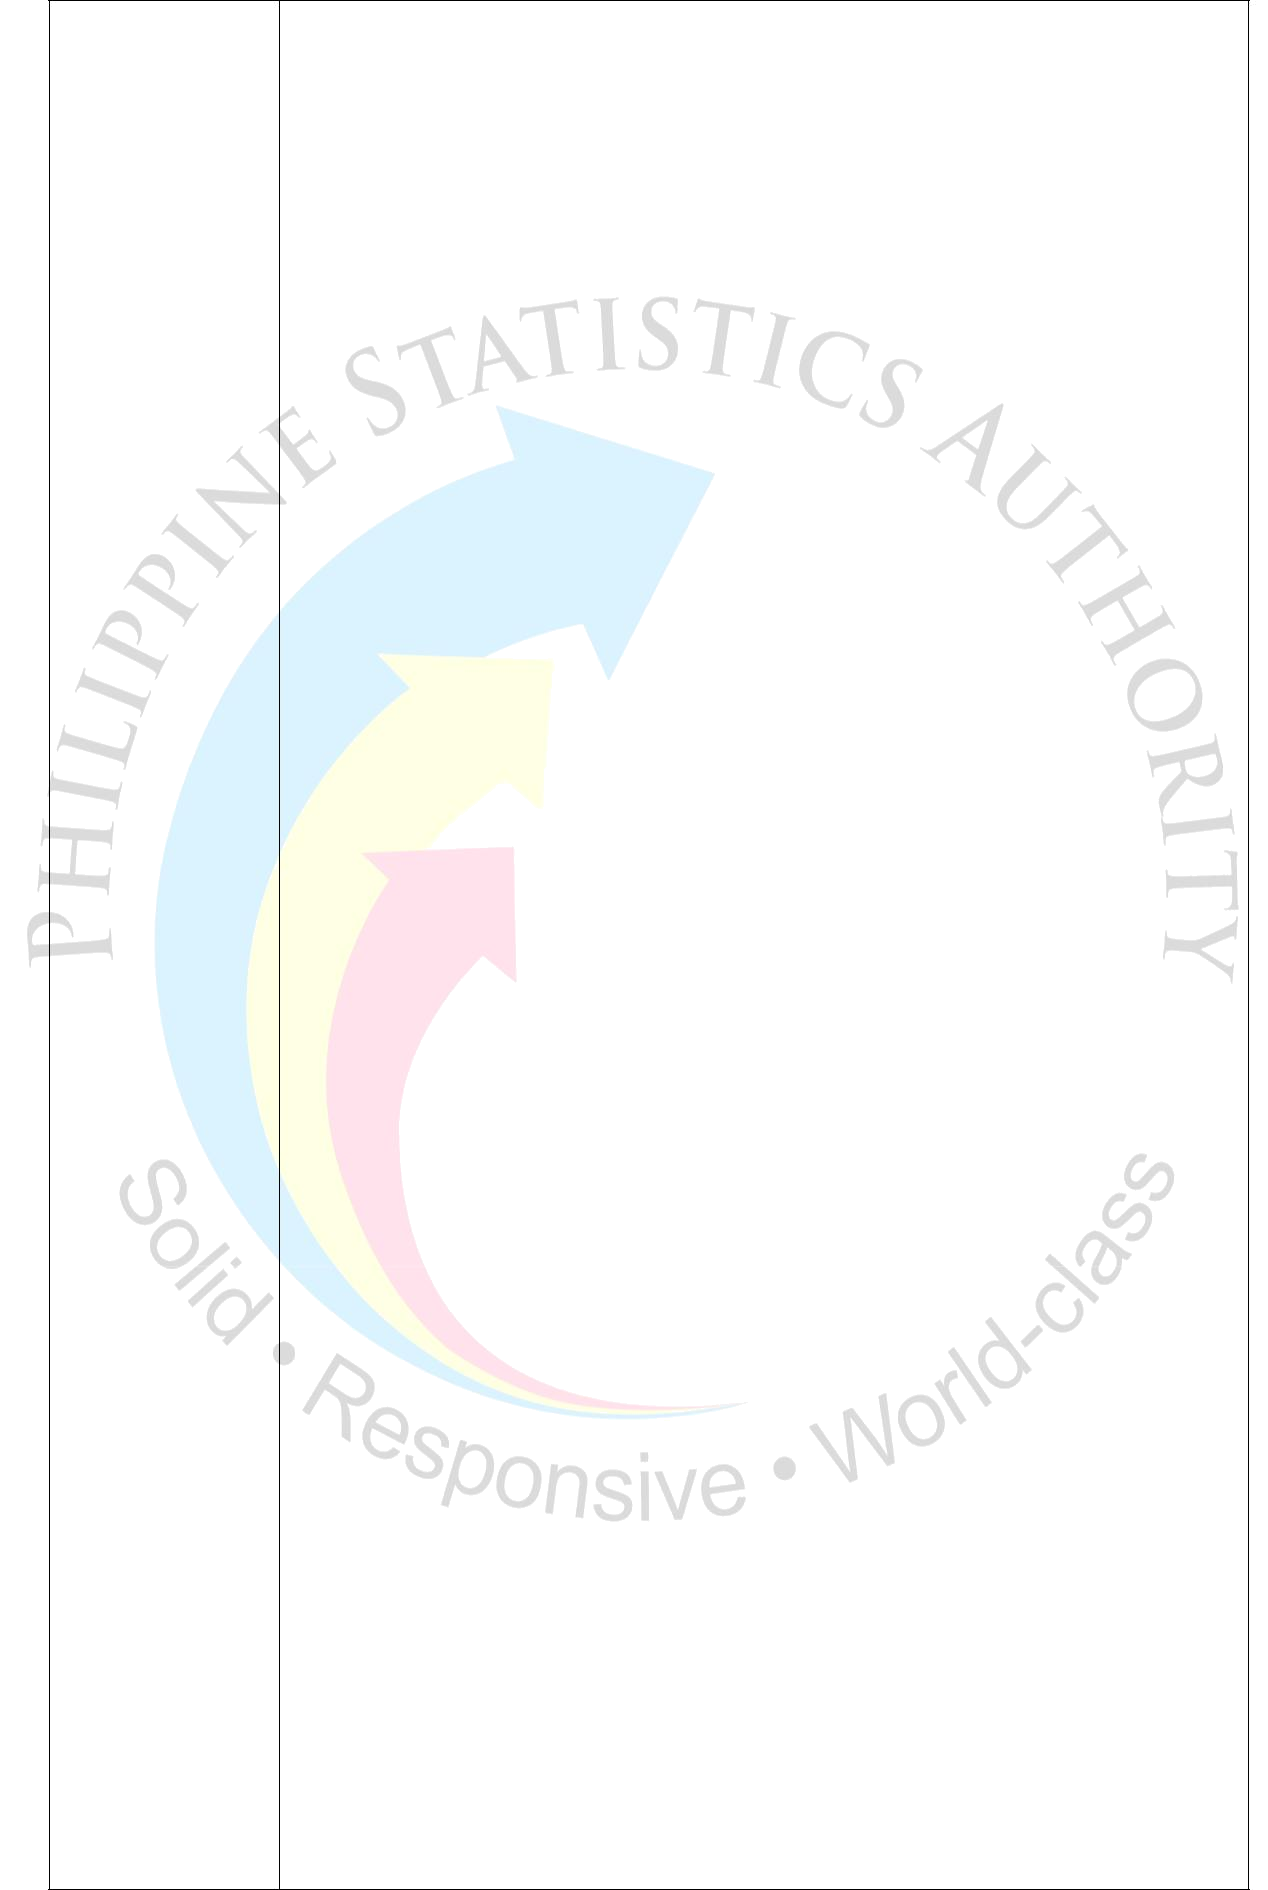 PHILIPPINE STATISTICS AUTHORITY
Solid • Responsive • World-class